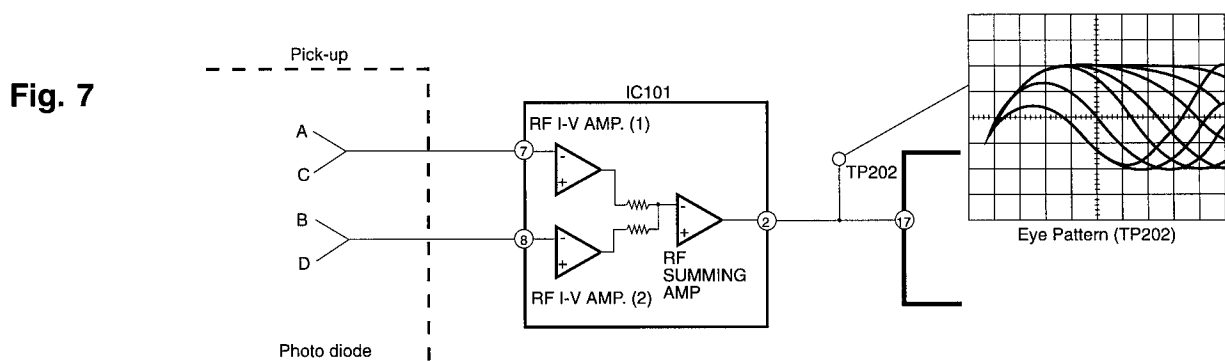 Fig. 7
Pick-up
A
C
B
D
Photo diode
IC101
RF I-V AMP. (1)
7
-
+
8
-
+
RF I-V AMP. (2)
-
+
RF
SUMMING
AMP
2
TP202
17
Eye Pattern (TP202)